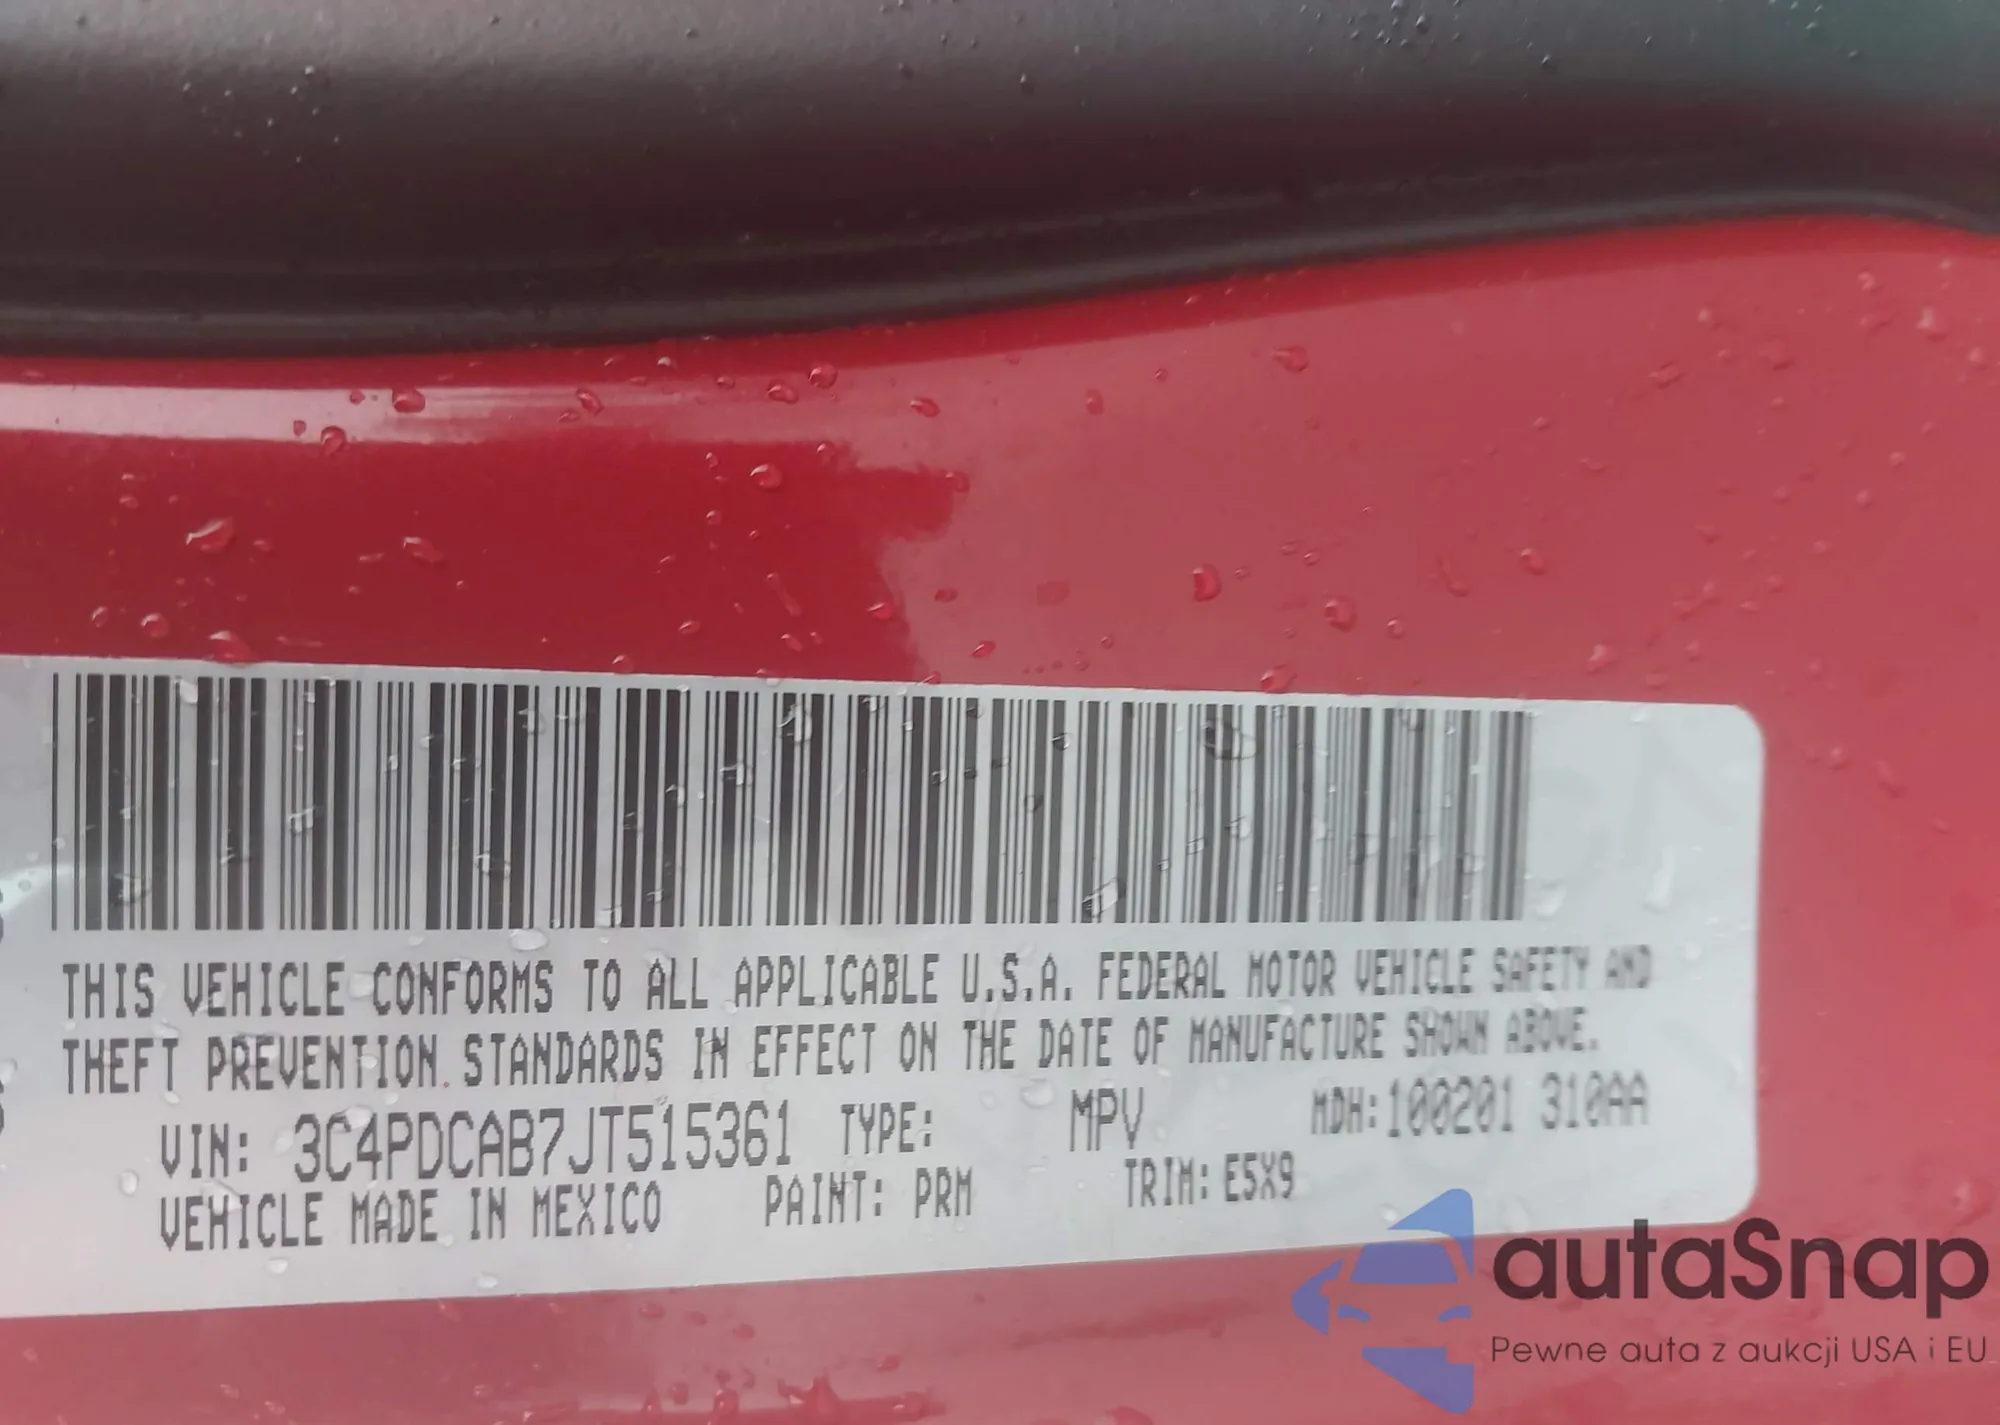 THIS VEHICLE CONFORMS TO ALL APPLICABLE U.S.A. FEDERAL MOTOR VEHICLE SAFETY AND
THEFT PREVENTION STANDARDS IN EFFECT ON THE DATE OF MANUFACTURE SHOWN ABOVE.
VIN: 3C4PDCAB7JT515361 TYPE: MPV MDH:100201 310AA
VEHICLE MADE IN MEXICO PAINT: PRM TRIM: E5X9
autaSnap
Pewne auta z aukcji USA i EU